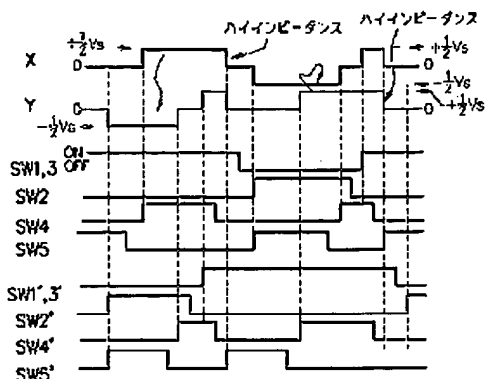 ハイインピーダンス ハイインピーダンス
+½Vs +½Vs
X 0 0
-½Vs
Y 0 0
+½Vs
-½Vs
ON
OFF
SW1,3
SW2
SW4
SW5
SW1',3'
SW2'
SW4'
SW5'